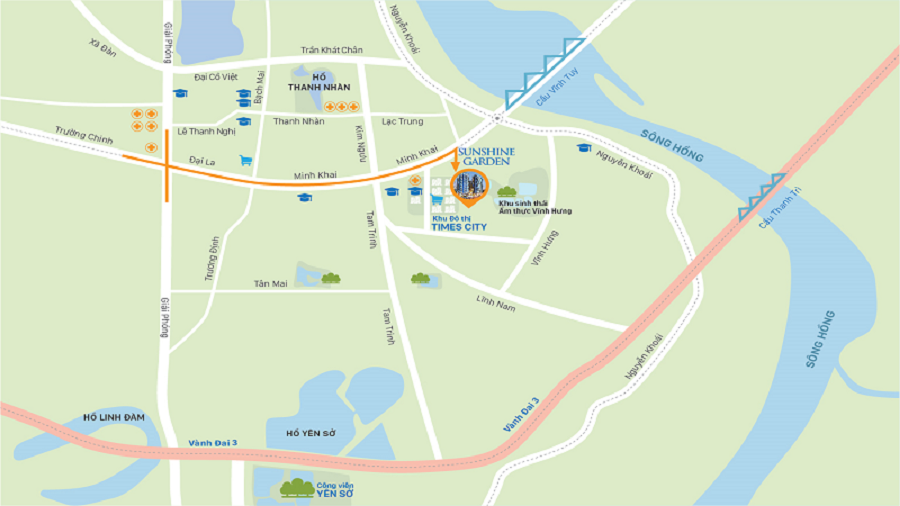 Xã Đàn
Giải Phóng
Nguyễn Khoái
Trần Khát Chân
Đại Cồ Việt
Bạch Mai
HỒ
THANH NHÀN
Cầu Vĩnh Tuy
Trường Chinh
Lê Thanh Nghị
Thanh Nhàn
Lạc Trung
Kim Ngưu
SÔNG HỒNG
Đại La
Minh Khai
Minh Khai
SUNSHINE
GARDEN
Nguyễn Khoái
Cầu Thanh Trì
Khu sinh thái
Ẩm thực Vĩnh Hưng
Khu Đô thị
TIMES CITY
Tam Trinh
Trương Định
Vĩnh Hưng
Tân Mai
Lĩnh Nam
Giải Phóng
Tam Trinh
Nguyễn Khoái
SÔNG HỒNG
HỒ LINH ĐÀM
Vành Đai 3
HỒ YÊN SỞ
Vành Đai 3
Công viên
YÊN SỞ